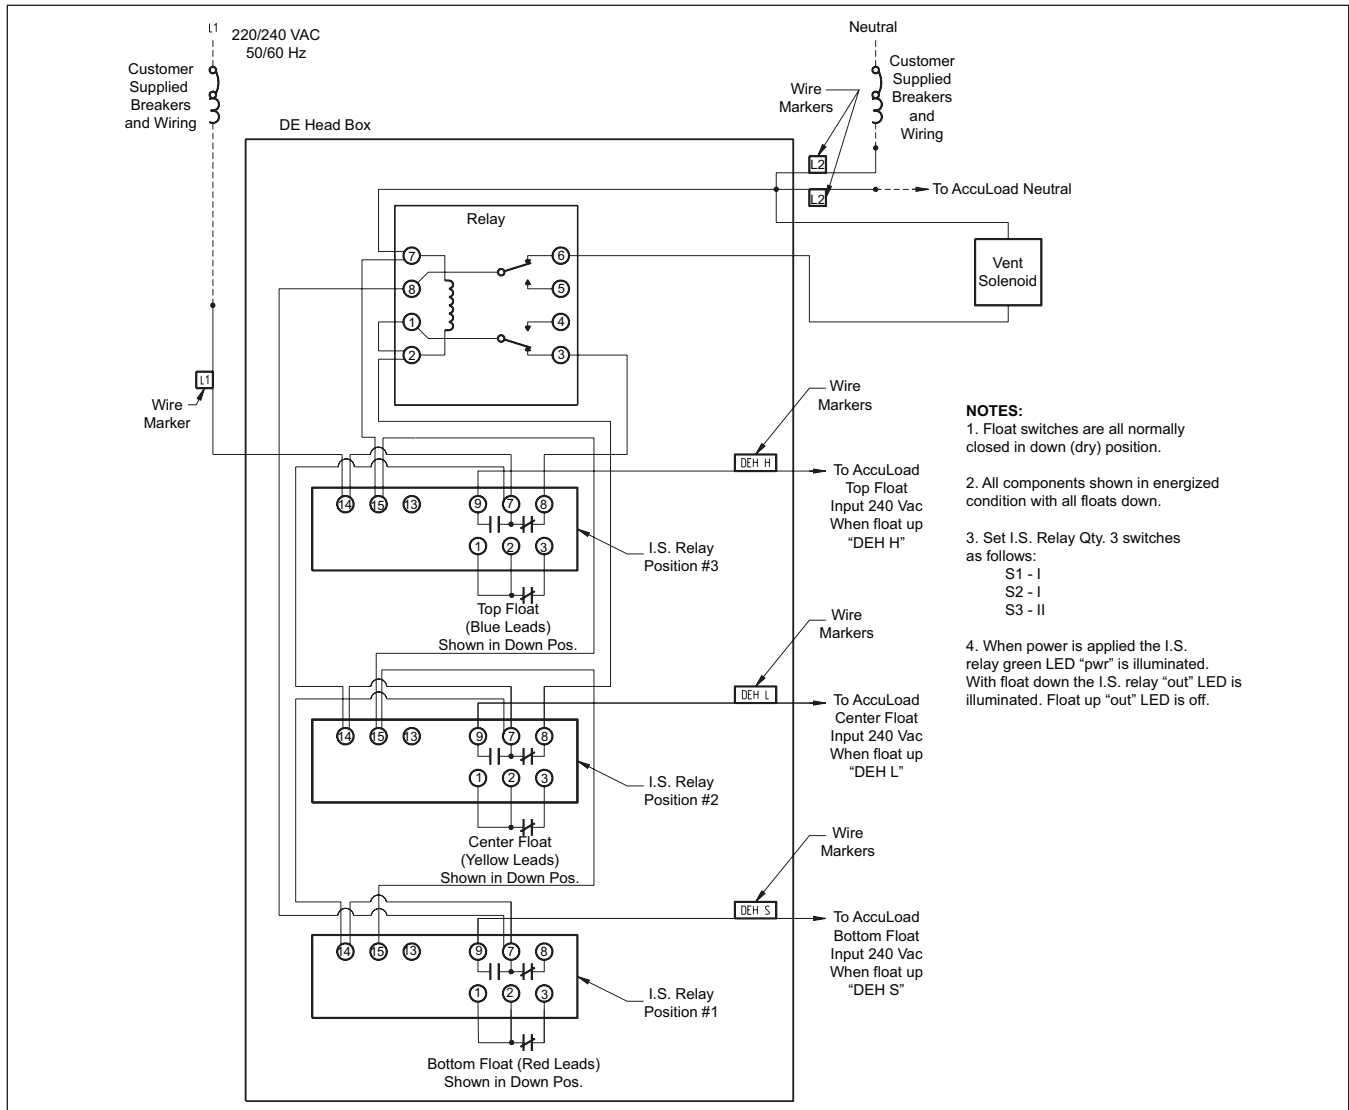 L1
220/240 VAC
50/60 Hz
Customer
Supplied
Breakers
and Wiring
DE Head Box
Neutral
Customer
Supplied
Breakers
and
Wiring
Wire
Markers
L2
L2
To AccuLoad Neutral
Relay
7
8
1
2
6
5
4
3
Vent
Solenoid
L1
Wire
Marker
Wire
Markers
DEH H
To AccuLoad
Top Float
Input 240 Vac
When float up
“DEH H”
14
15
13
9
7
8
1
2
3
I.S. Relay
Position #3
Top Float
(Blue Leads)
Shown in Down Pos.
Wire
Markers
DEH L
To AccuLoad
Center Float
Input 240 Vac
When float up
“DEH L”
14
15
13
9
7
8
1
2
3
I.S. Relay
Position #2
Center Float
(Yellow Leads)
Shown in Down Pos.
Wire
Markers
DEH S
To AccuLoad
Bottom Float
Input 240 Vac
When float up
“DEH S”
14
15
13
9
7
8
1
2
3
I.S. Relay
Position #1
Bottom Float (Red Leads)
Shown in Down Pos.
NOTES:
1. Float switches are all normally
closed in down (dry) position.
2. All components shown in energized
condition with all floats down.
3. Set I.S. Relay Qty. 3 switches
as follows:
S1 - I
S2 - I
S3 - II
4. When power is applied the I.S.
relay green LED “pwr” is illuminated.
With float down the I.S. relay “out” LED is
illuminated. Float up “out” LED is off.